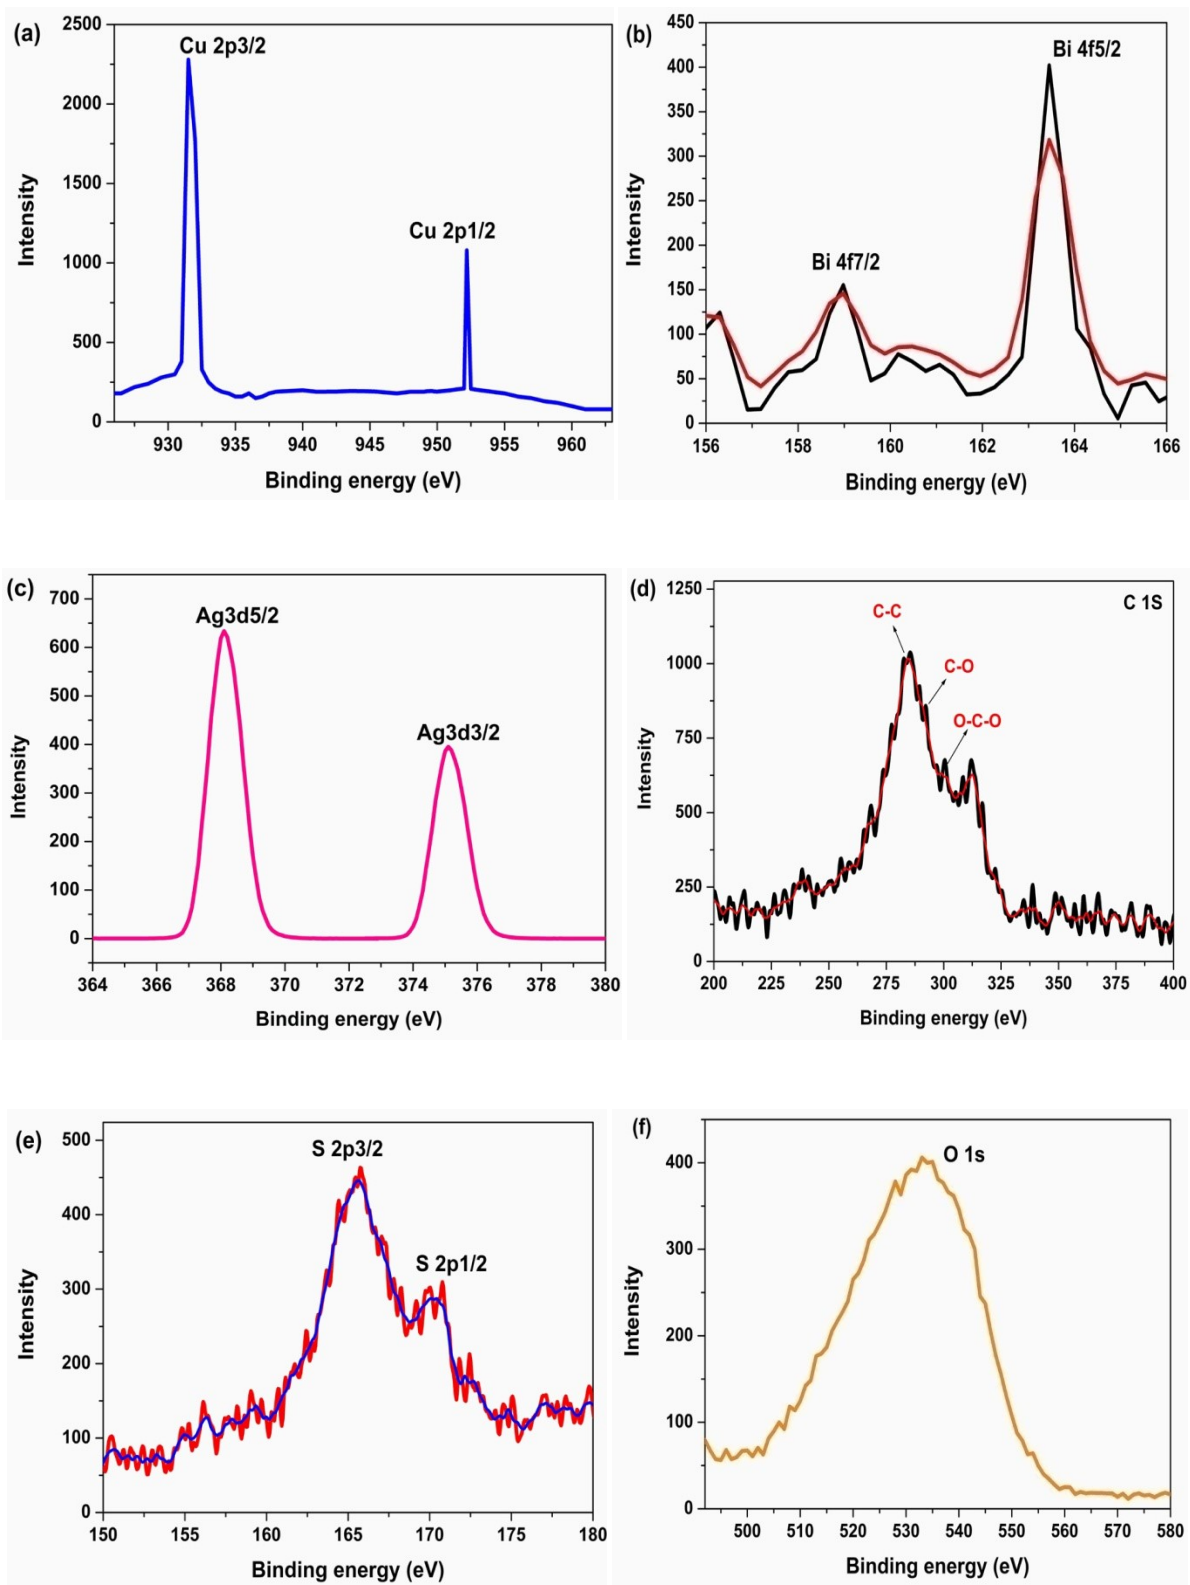 (a)
Cu 2p3/2
Cu 2p1/2
Intensity
2500
2000
1500
1000
500
0
930 935 940 945 950 955 960
Binding energy (eV)
(b)
Bi 4f5/2
Bi 4f7/2
Intensity
450
400
350
300
250
200
150
100
50
0
156 158 160 162 164 166
Binding energy (eV)
(c)
Ag3d5/2
Ag3d3/2
Intensity
700
600
500
400
300
200
100
0
364 366 368 370 372 374 376 378 380
Binding energy (eV)
(d)
C 1S
C-C
C-O
O-C-O
Intensity
1250
1000
750
500
250
0
200 225 250 275 300 325 350 375 400
Binding energy (eV)
(e)
S 2p3/2
S 2p1/2
Intensity
500
400
300
200
100
0
150 155 160 165 170 175 180
Binding energy (eV)
(f)
O 1s
Intensity
400
300
200
100
0
500 510 520 530 540 550 560 570 580
Binding energy (eV)